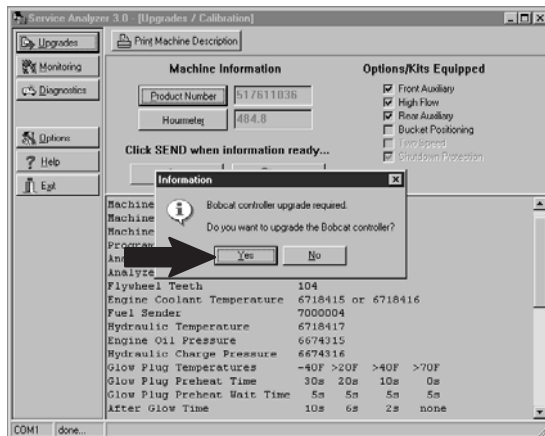 Service Analyzer 3.0 - [Upgrades / Calibration]
Upgrades
Print Machine Description
Monitoring
Diagnostics
Options
Help
Exit
Machine Information
Product Number 517611036
Hourmeter 484.8
Click SEND when information ready...
Options/Kits Equipped
Front Auxiliary
High Flow
Rear Auxiliary
Bucket Positioning
Two Speed
Shutdown Protection
Information
Bobcat controller upgrade required.
Do you want to upgrade the Bobcat controller?
Yes No
Machine
Machine
Machine
Program
Analyze
Flywheel Teeth 104
Engine Coolant Temperature 6718415 or 6718416
Fuel Sender 7000004
Hydraulic Temperature 6718417
Engine Oil Pressure 6674315
Hydraulic Charge Pressure 6674316
Glow Plug Temperatures -40F >20F >40F >70F
Glow Plug Preheat Time 30s 20s 10s 0s
Glow Plug Preheat Wait Time 5s 5s 5s 5s
After Glow Time 10s 6s 2s none
COM1 done...